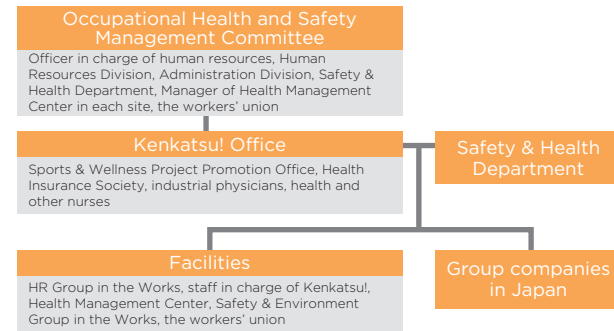 Occupational Health and Safety
Management Committee
Officer in charge of human resources, Human
Resources Division, Administration Division, Safety &
Health Department, Manager of Health Management
Center in each site, the workers’ union
Kenkatsu! Office
Sports & Wellness Project Promotion Office, Health
Insurance Society, industrial physicians, health and
other nurses
Safety & Health
Department
Facilities
HR Group in the Works, staff in charge of Kenkatsu!,
Health Management Center, Safety & Environment
Group in the Works, the workers’ union
Group companies
in Japan